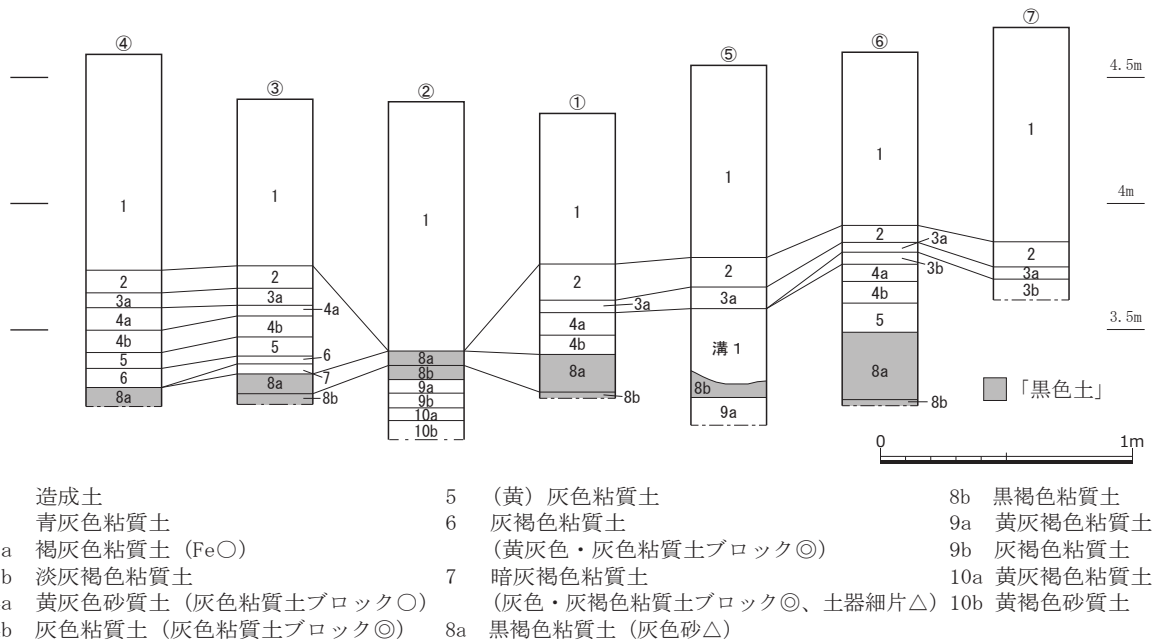 ⑦
④
⑥
⑤
③
②
①
4.5m
4m
3.5m
1
2
3a
4a
4b
5
6
8a
1
2
3a
4a
4b
5
6
7
8a
8b
1
8a
8b
9a
9b
10a
10b
1
2
3a
4a
4b
8a
8b
1
2
3a
溝1
8b
9a
1
2
3a
3b
4a
4b
5
8a
8b
1
2
3a
3b
「黒色土」
0 1m
造成土
青灰色粘質土
a 褐灰色粘質土 (Fe○)
b 淡灰褐色粘質土
a 黄灰色砂質土 (灰色粘質土ブロック○)
b 灰色粘質土 (灰色粘質土ブロック◎)
5 (黄) 灰色粘質土
6 灰褐色粘質土
(黄灰色・灰色粘質土ブロック◎)
7 暗灰褐色粘質土
(灰色・灰褐色粘質土ブロック◎、土器細片△)
8a 黒褐色粘質土 (灰色砂△)
8b 黒褐色粘質土
9a 黄灰褐色粘質土
9b 灰褐色粘質土
10a 黄灰褐色粘質土
10b 黄褐色砂質土